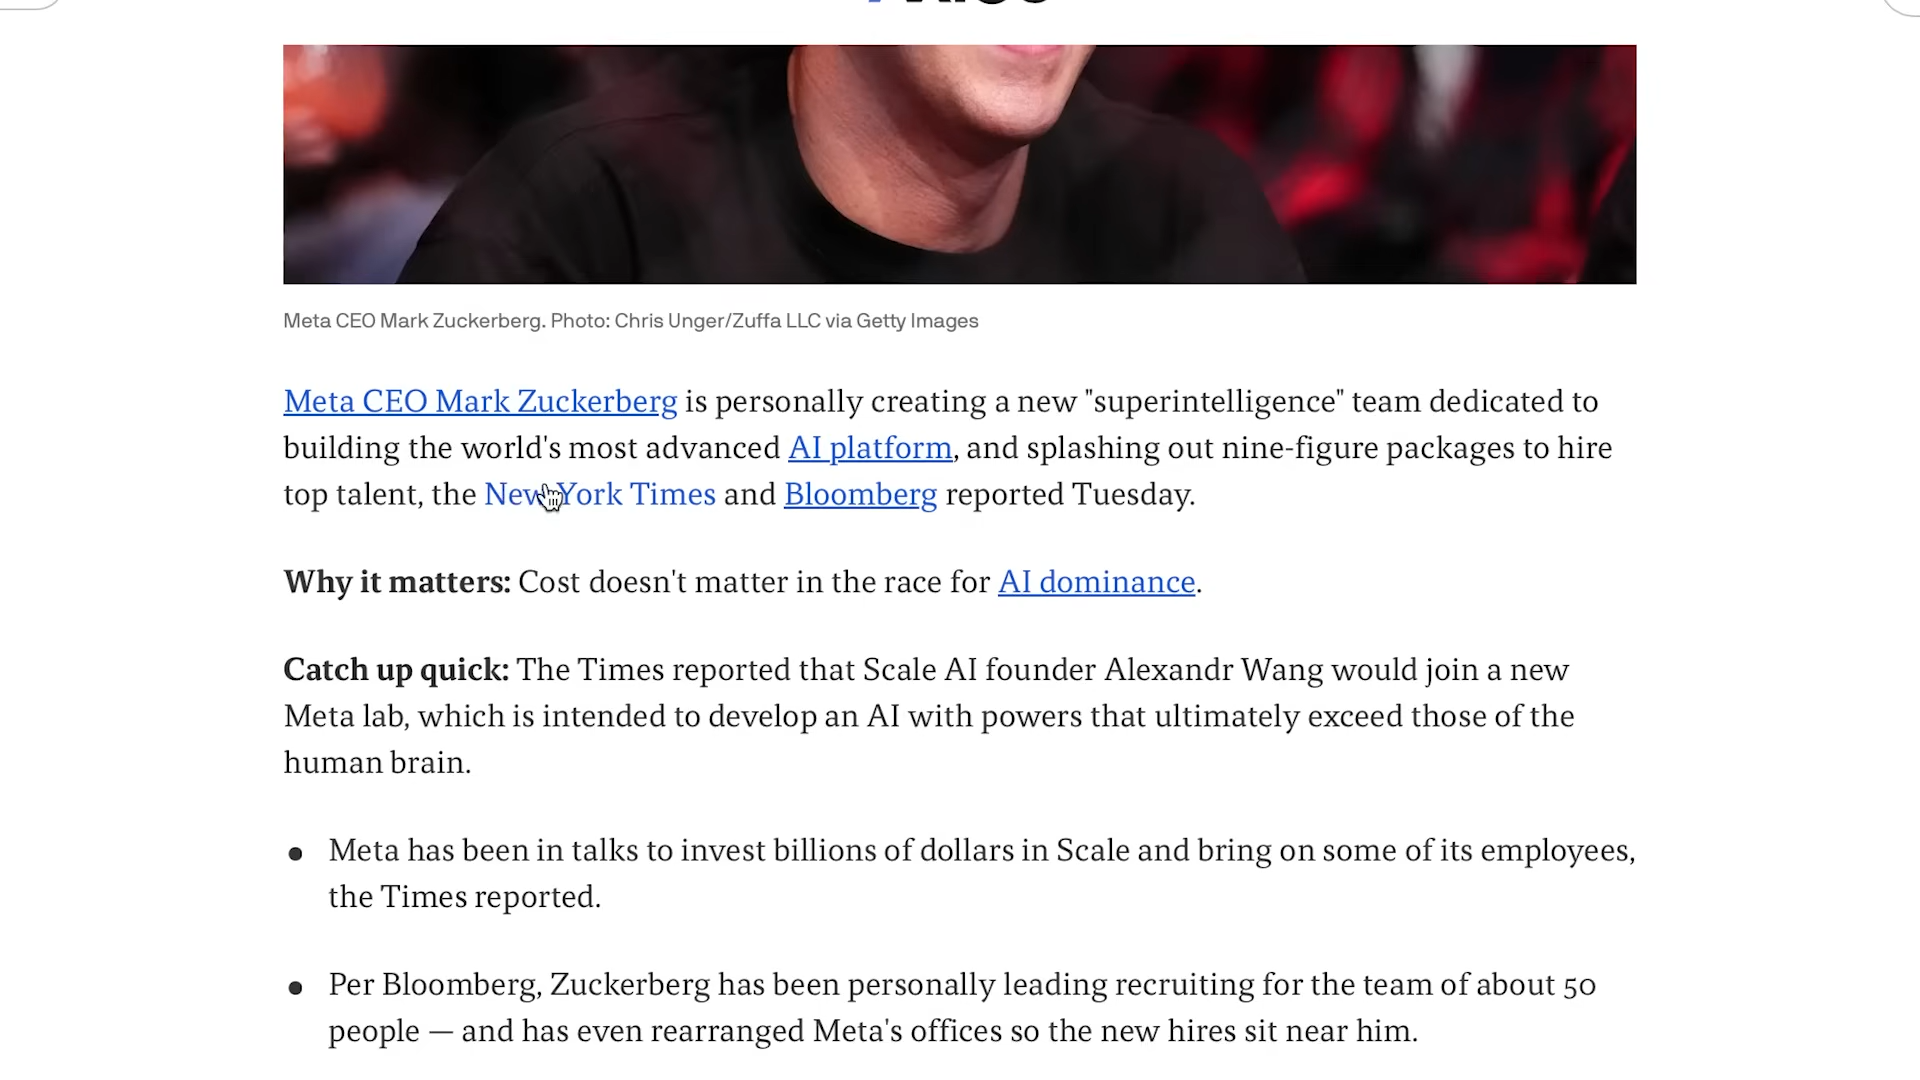 Meta CEO Mark Zuckerberg. Photo: Chris Unger/Zuffa LLC via Getty Images
Meta CEO Mark Zuckerberg is personally creating a new "superintelligence" team dedicated to
building the world's most advanced AI platform, and splashing out nine-figure packages to hire
top talent, the New York Times and Bloomberg reported Tuesday.
Why it matters: Cost doesn't matter in the race for AI dominance.
Catch up quick: The Times reported that Scale AI founder Alexandr Wang would join a new
Meta lab, which is intended to develop an AI with powers that ultimately exceed those of the
human brain.
• Meta has been in talks to invest billions of dollars in Scale and bring on some of its employees,
the Times reported.
• Per Bloomberg, Zuckerberg has been personally leading recruiting for the team of about 50
people — and has even rearranged Meta's offices so the new hires sit near him.